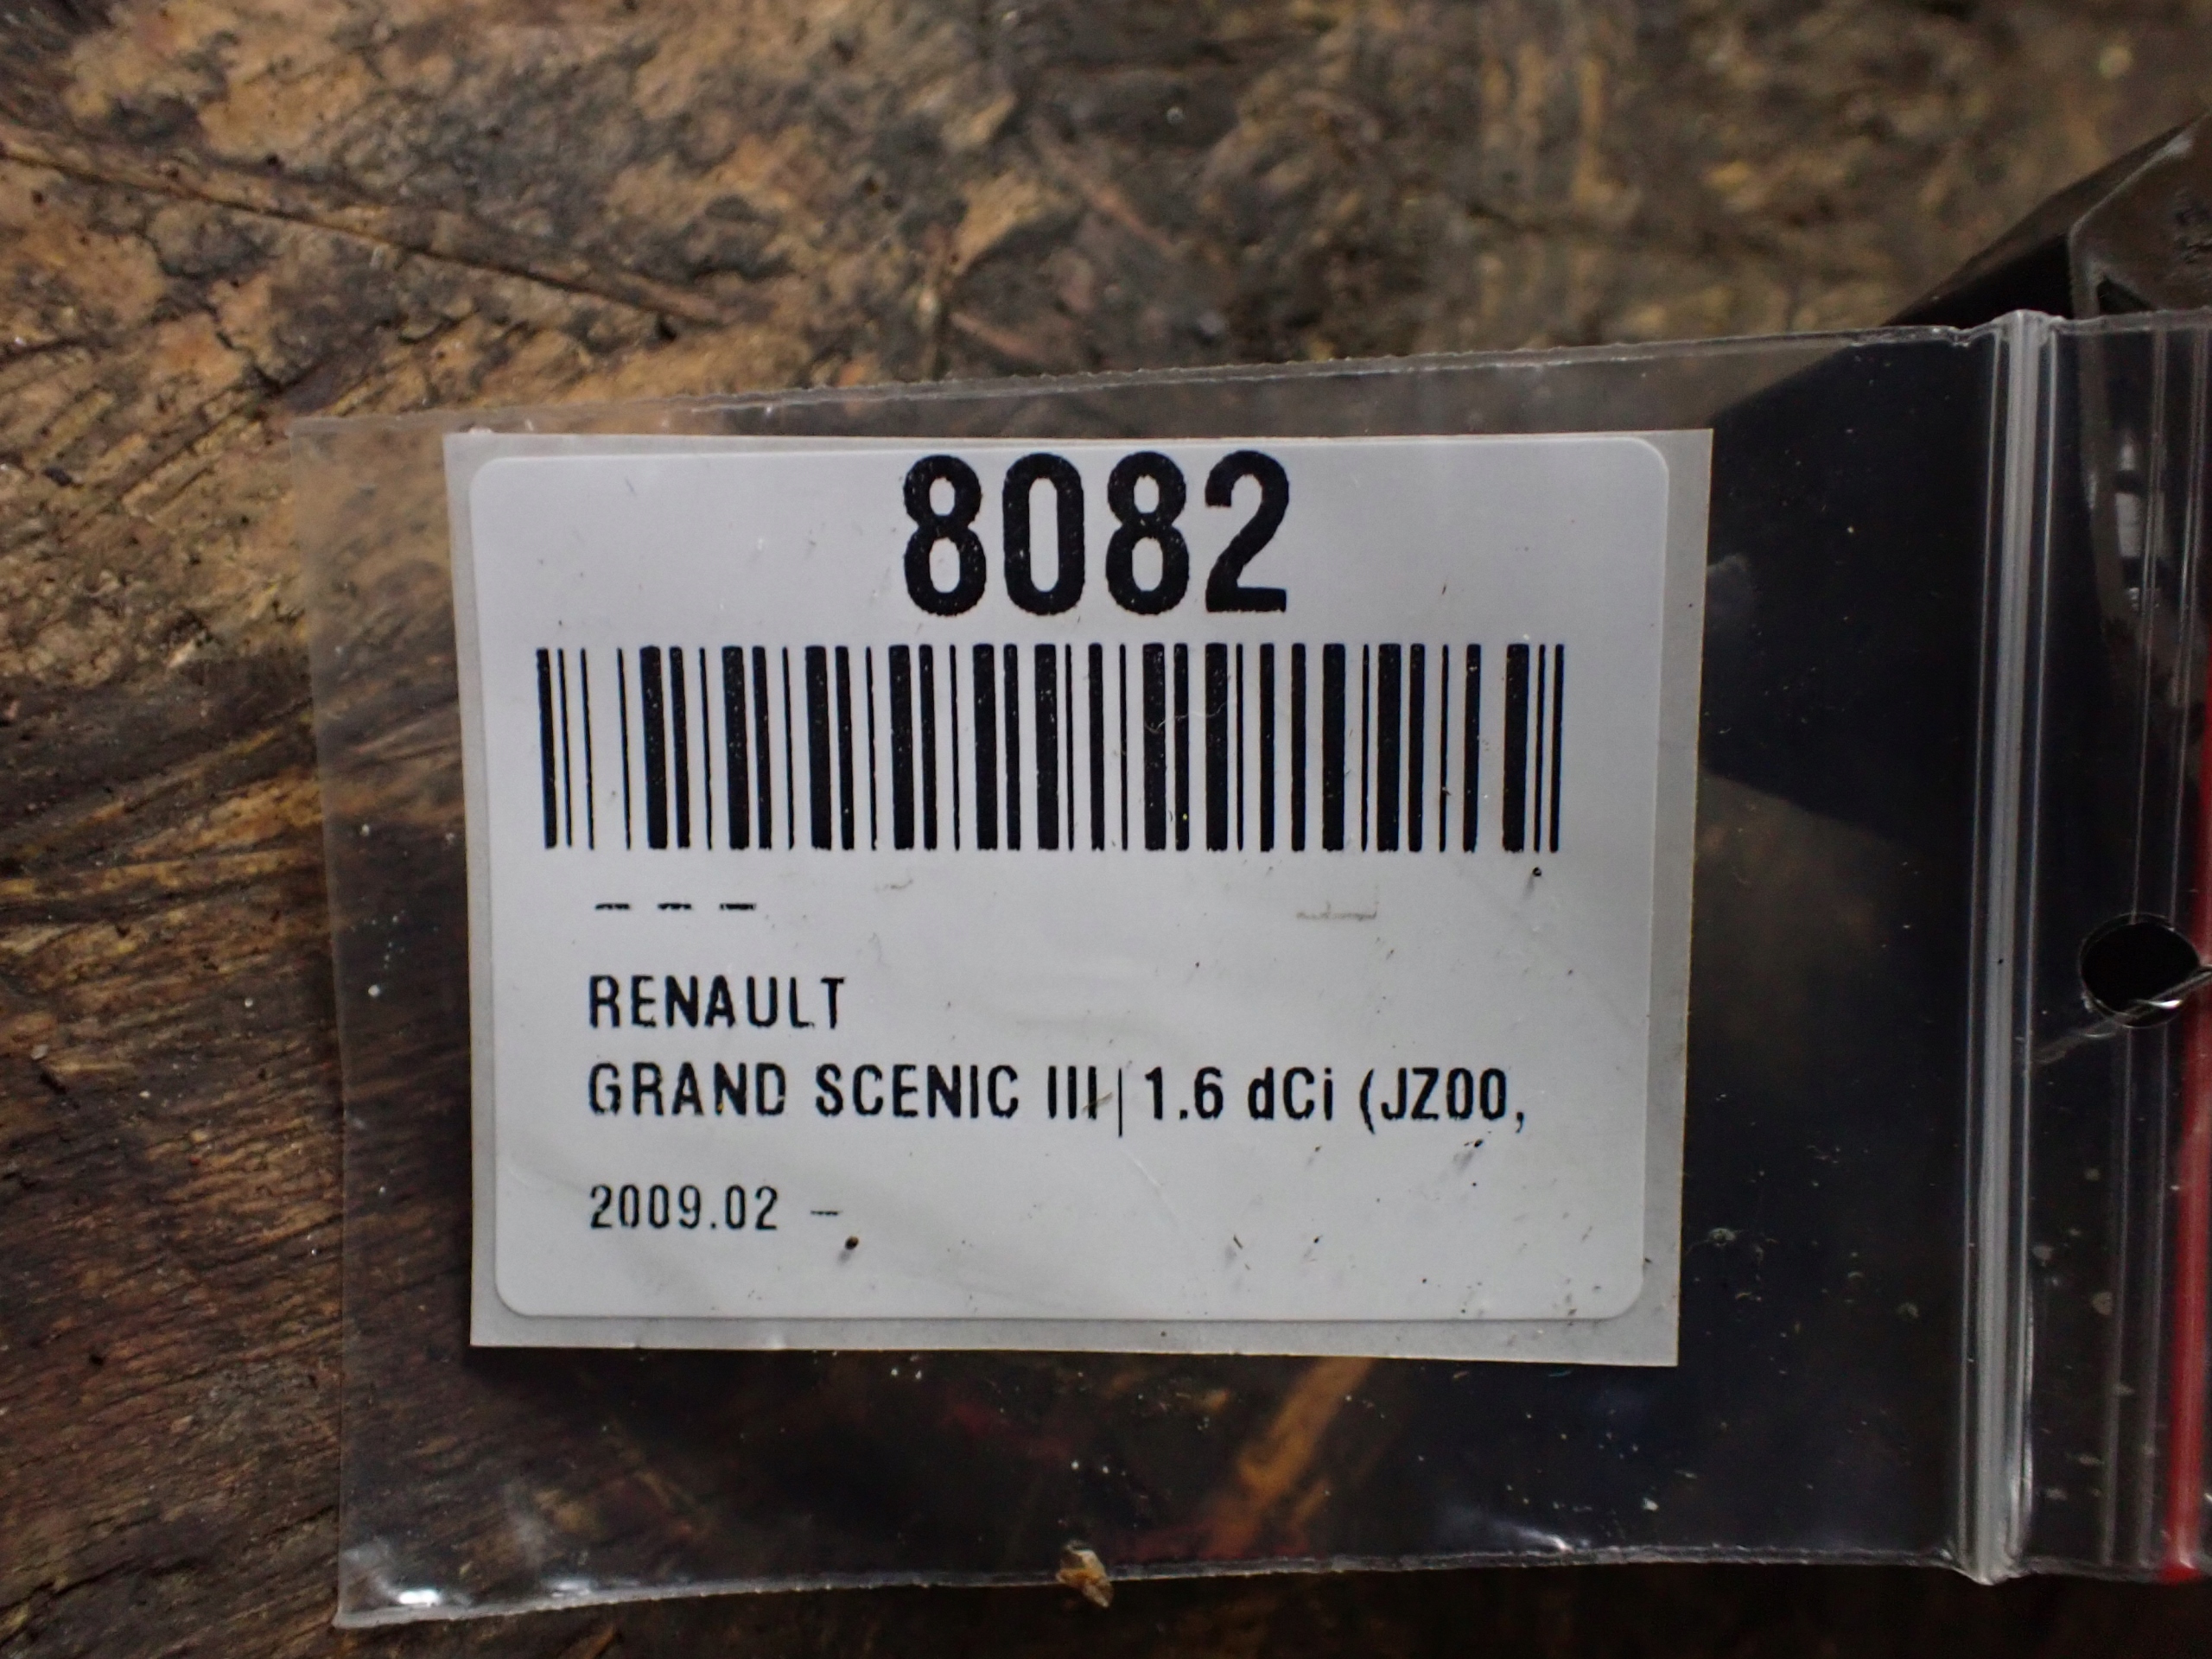 8082
– – –
RENAULT
GRAND SCENIC III | 1.6 dCi (JZ00,
2009.02 –